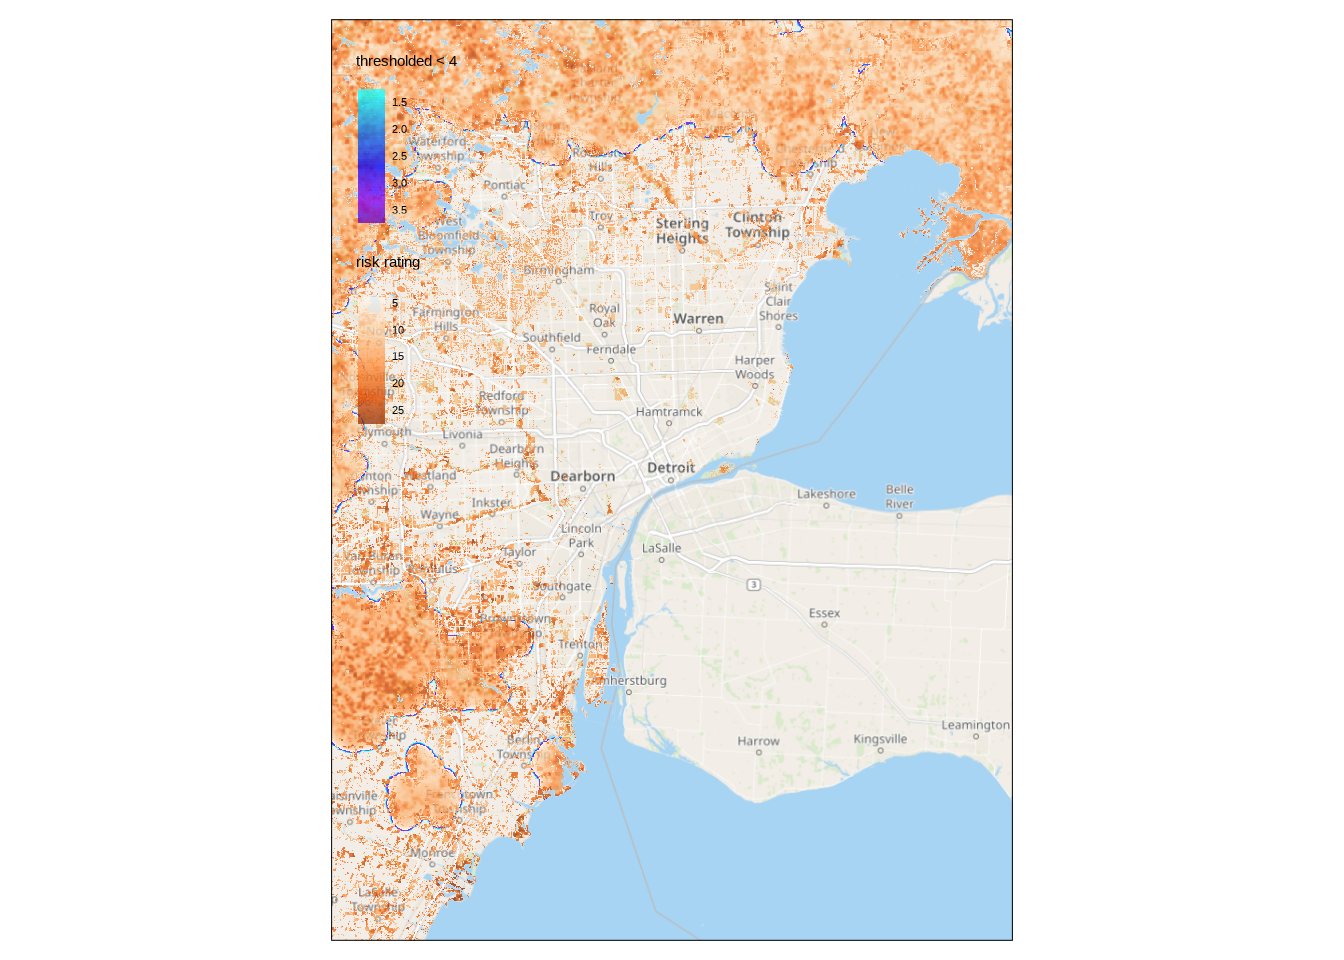 thresholded < 4
1.5
2.0
2.5
3.0
3.5
risk rating
5
10
15
20
25
Waterford
Township
Pontiac
Hills
Troy
Sterling
Heights
Clinton
Township
West
Bloomfield
Township
Birmingham
Saint
Clair
Shores
Farmington
Hills
Royal
Oak
Warren
Southfield
Ferndale
Harper
Woods
Redford
Township
Hamtramck
Livonia
Dearborn
Heights
Detroit
Dearborn
Westland
Inkster
Wayne
Lakeshore
Belle
River
Lincoln
Park
LaSalle
Taylor
Southgate
3
Essex
Trenton
Amherstburg
Leamington
Harrow
Kingsville
Berlin
Monroe
LaSalle
Township